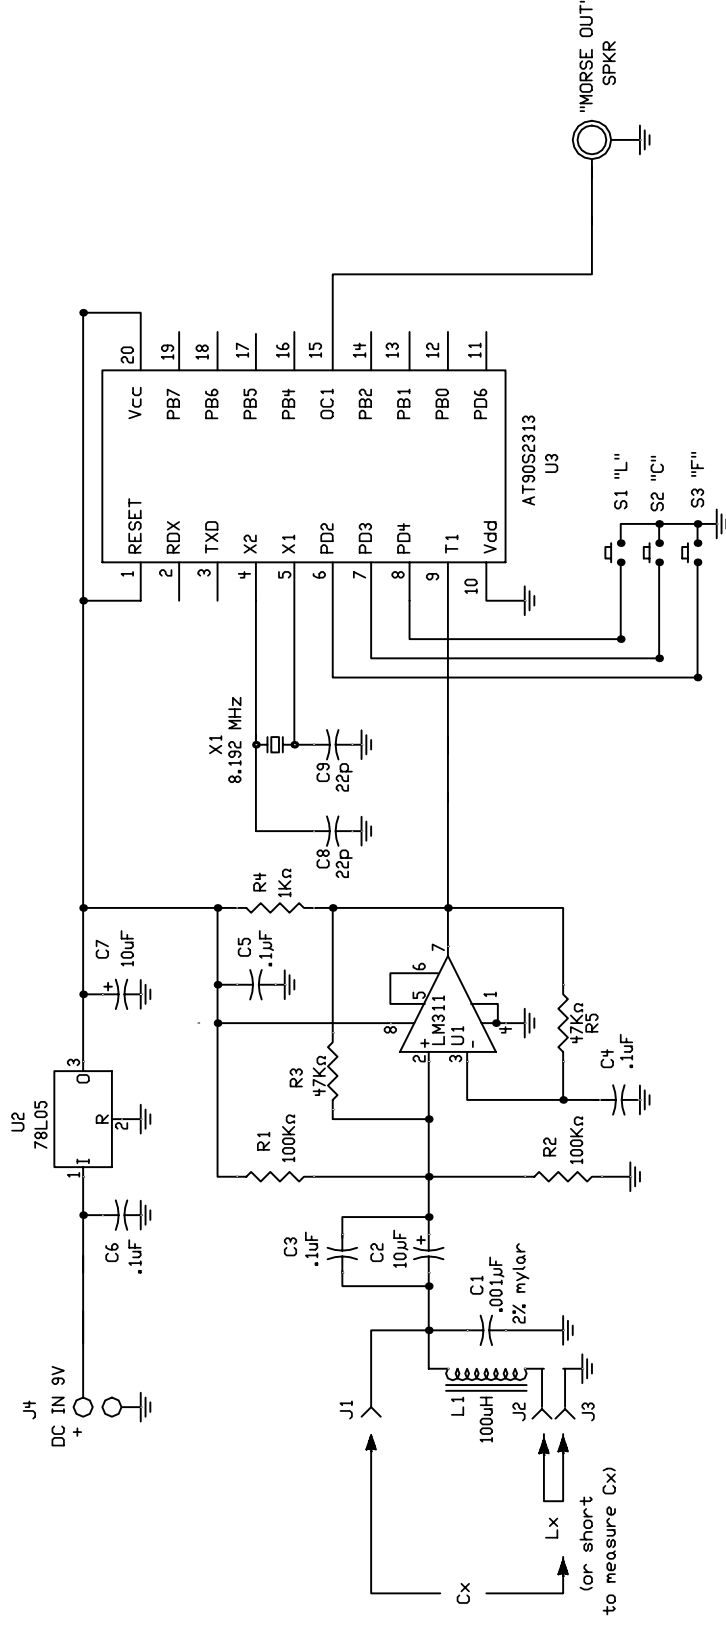 J4
DC IN 9V
+
C6
.1uF
U2
78L05
1
I
R
2
O
3
C7
10uF
+
J1
Cx
Lx
(or short
to measure Cx)
J2
J3
L1
100uH
C1
.001µF
2% mylar
C3
.1uF
C2
10µF
+
R1
100KΩ
R2
100KΩ
R3
47KΩ
C5
.1µF
R4
1KΩ
2
+
3
-
LM311
U1
8
5
6
7
1
4
47KΩ
R5
C4
.1uF
C8
22p
C9
22p
X1
8.192 MHz
1
RESET
2
RDX
3
TXD
4
X2
5
X1
6
PD2
7
PD3
8
PD4
9
T1
10
Vdd
Vcc
20
PB7
19
PB6
18
PB5
17
PB4
16
OC1
15
PB2
14
PB1
13
PB0
12
PD6
11
AT90S2313
U3
S1 "L"
S2 "C"
S3 "F"
"MORSE OUT"
SPKR